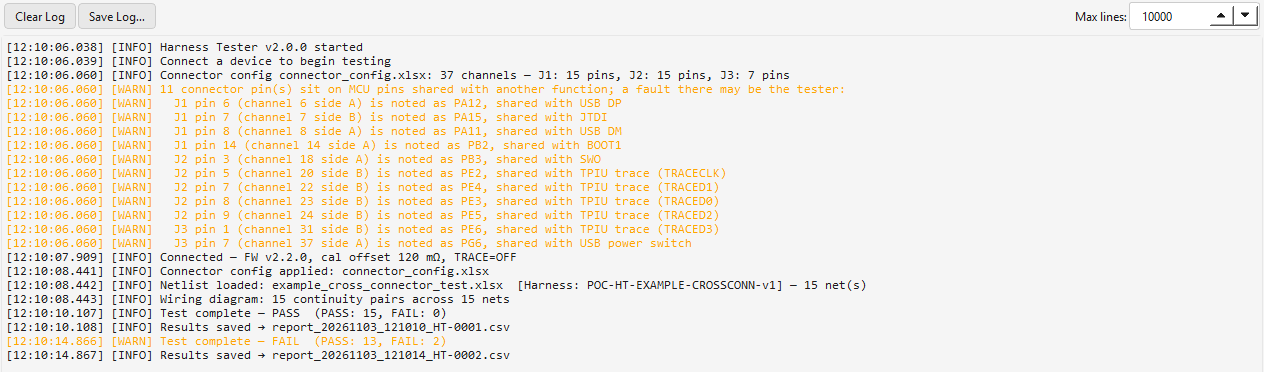 Clear Log Save Log... Max lines: 10000
[12:10:06.038] [INFO] Harness Tester v2.0.0 started
[12:10:06.039] [INFO] Connect a device to begin testing
[12:10:06.060] [INFO] Connector config connector_config.xlsx: 37 channels — J1: 15 pins, J2: 15 pins, J3: 7 pins
[12:10:06.060] [WARN] 11 connector pin(s) sit on MCU pins shared with another function; a fault there may be the tester:
[12:10:06.060] [WARN]   J1 pin 6 (channel 6 side A) is noted as PA12, shared with USB DP
[12:10:06.060] [WARN]   J1 pin 7 (channel 7 side B) is noted as PA15, shared with JTDI
[12:10:06.060] [WARN]   J1 pin 8 (channel 8 side A) is noted as PA11, shared with USB DM
[12:10:06.060] [WARN]   J1 pin 14 (channel 14 side A) is noted as PB2, shared with BOOT1
[12:10:06.060] [WARN]   J2 pin 3 (channel 18 side A) is noted as PB3, shared with SWO
[12:10:06.060] [WARN]   J2 pin 5 (channel 20 side B) is noted as PE2, shared with TPIU trace (TRACECLK)
[12:10:06.060] [WARN]   J2 pin 7 (channel 22 side B) is noted as PE4, shared with TPIU trace (TRACED1)
[12:10:06.060] [WARN]   J2 pin 8 (channel 23 side B) is noted as PE3, shared with TPIU trace (TRACED0)
[12:10:06.060] [WARN]   J2 pin 9 (channel 24 side B) is noted as PE5, shared with TPIU trace (TRACED2)
[12:10:06.060] [WARN]   J3 pin 1 (channel 31 side B) is noted as PE6, shared with TPIU trace (TRACED3)
[12:10:06.060] [WARN]   J3 pin 7 (channel 37 side A) is noted as PG6, shared with USB power switch
[12:10:07.909] [INFO] Connected — FW v2.2.0, cal offset 120 mΩ, TRACE=OFF
[12:10:08.441] [INFO] Connector config applied: connector_config.xlsx
[12:10:08.442] [INFO] Netlist loaded: example_cross_connector_test.xlsx  [Harness: POC-HT-EXAMPLE-CROSSCONN-v1] — 15 net(s)
[12:10:08.443] [INFO] Wiring diagram: 15 continuity pairs across 15 nets
[12:10:10.107] [INFO] Test complete — PASS  (PASS: 15, FAIL: 0)
[12:10:10.108] [INFO] Results saved → report_20261103_121010_HT-0001.csv
[12:10:14.866] [WARN] Test complete — FAIL  (PASS: 13, FAIL: 2)
[12:10:14.867] [INFO] Results saved → report_20261103_121014_HT-0002.csv